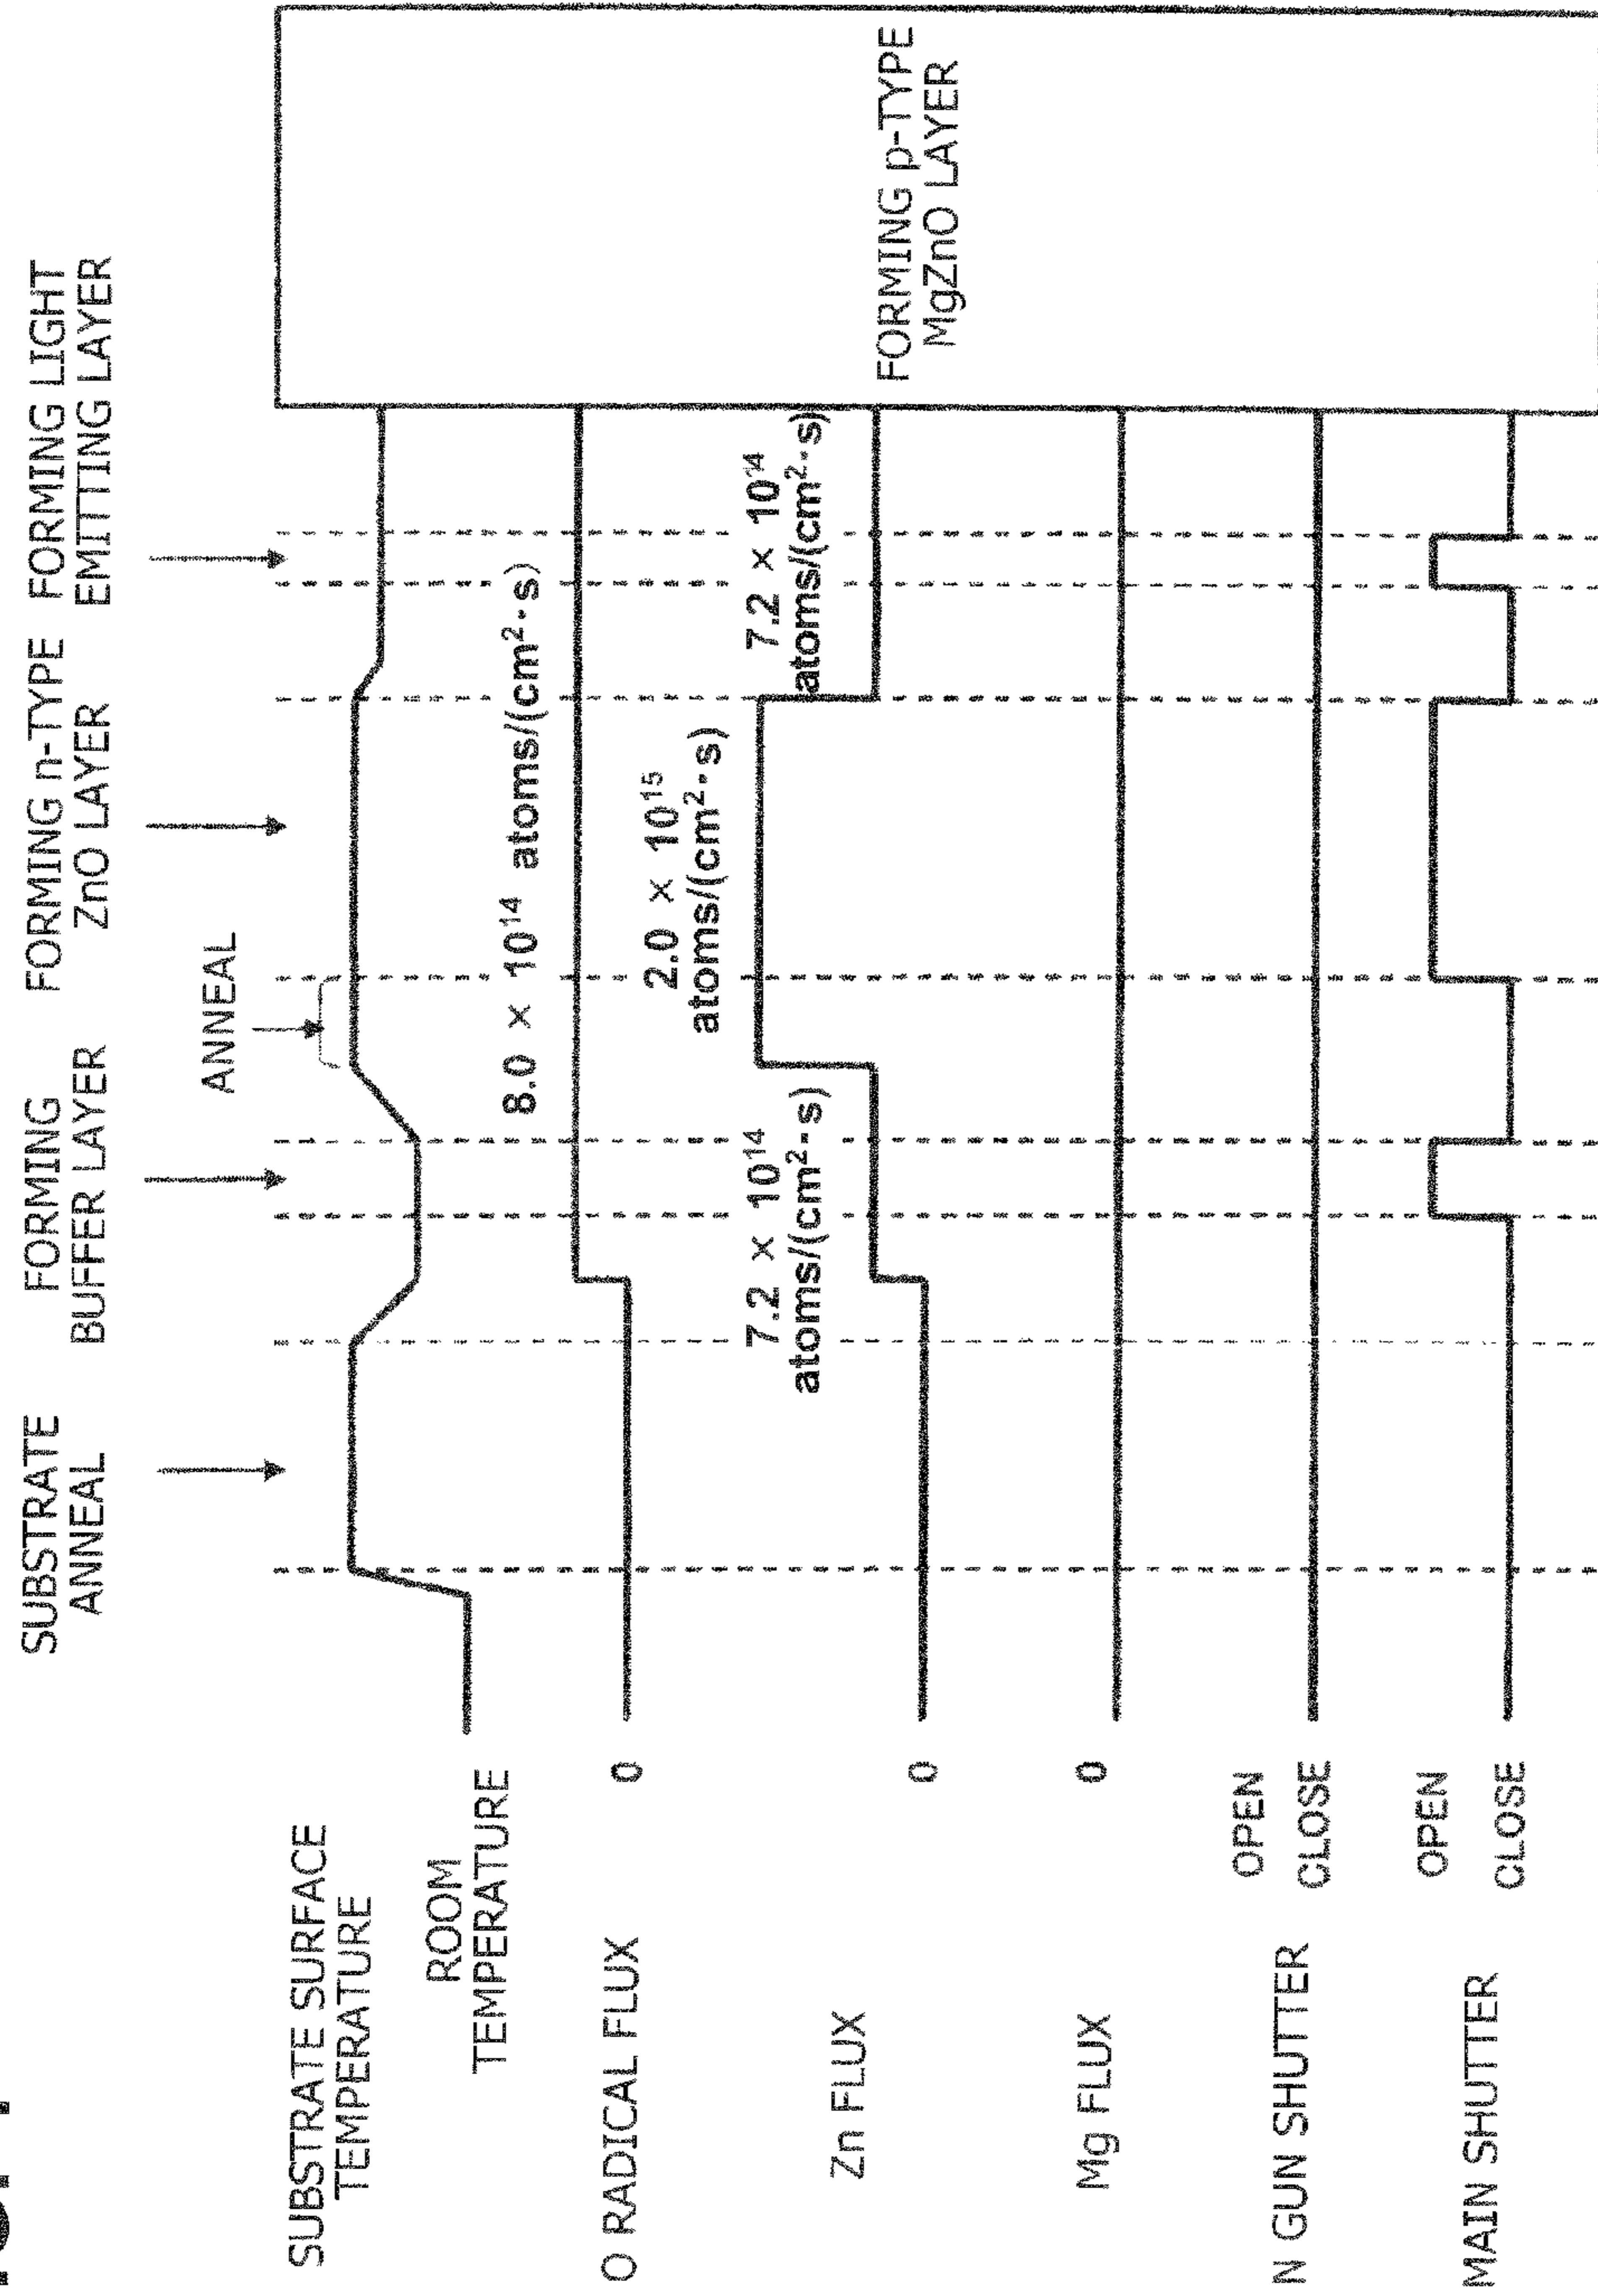 SUBSTRATE
ANNEAL
FORMING
BUFFER LAYER
ANNEAL
FORMING n-TYPE
ZnO LAYER
FORMING LIGHT
EMITTING LAYER
SUBSTRATE SURFACE
TEMPERATURE
ROOM
TEMPERATURE
O RADICAL FLUX
0
8.0 × 10¹⁴ atoms/(cm²·s)
Zn FLUX
0
7.2 × 10¹⁴
atoms/(cm²·s)
2.0 × 10¹⁵
atoms/(cm²·s)
7.2 × 10¹⁴
atoms/(cm²·s)
Mg FLUX
0
N GUN SHUTTER
OPEN
CLOSE
MAIN SHUTTER
OPEN
CLOSE
FORMING p-TYPE
MgZnO LAYER